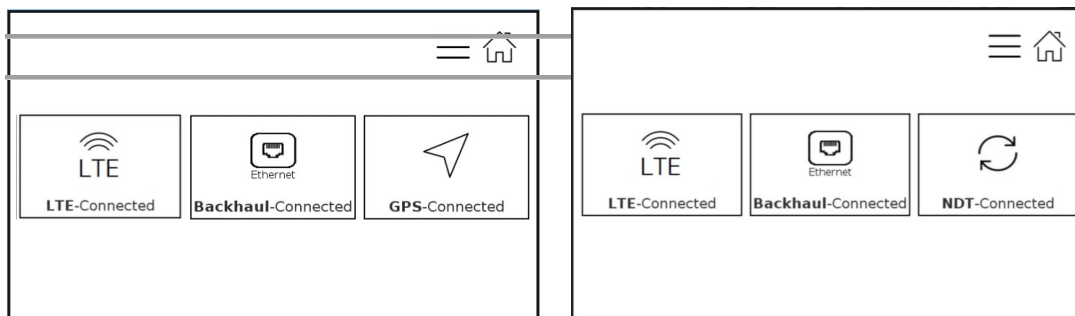 LTE
Ethernet
LTE-Connected
Backhaul-Connected
GPS-Connected
LTE
Ethernet
LTE-Connected
Backhaul-Connected
NDT-Connected